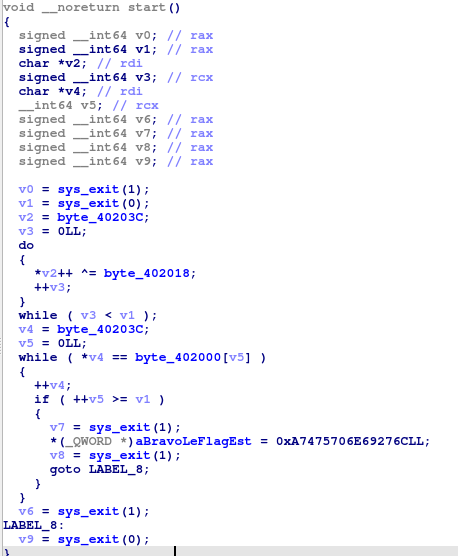 void __noreturn start()
{
  signed __int64 v0; // rax
  signed __int64 v1; // rax
  char *v2; // rdi
  signed __int64 v3; // rcx
  char *v4; // rdi
  __int64 v5; // rcx
  signed __int64 v6; // rax
  signed __int64 v7; // rax
  signed __int64 v8; // rax
  signed __int64 v9; // rax

  v0 = sys_exit(1);
  v1 = sys_exit(0);
  v2 = byte_40203C;
  v3 = 0LL;
  do
  {
    *v2++ ^= byte_402018;
    ++v3;
  }
  while ( v3 < v1 );
  v4 = byte_40203C;
  v5 = 0LL;
  while ( *v4 == byte_402000[v5] )
  {
    ++v4;
    if ( ++v5 >= v1 )
    {
      v7 = sys_exit(1);
      *(_QWORD *)aBravoLeFlagEst = 0xA7475706E69276CLL;
      v8 = sys_exit(1);
      goto LABEL_8;
    }
  }
  v6 = sys_exit(1);
LABEL_8:
  v9 = sys_exit(0);
}